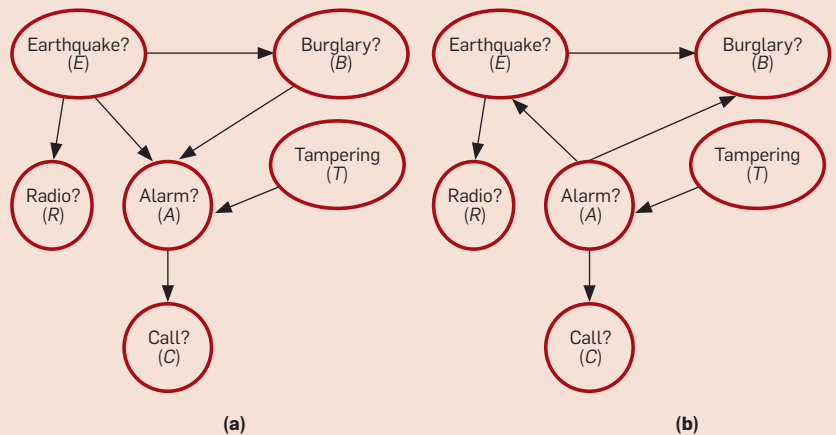 Earthquake?
(E)
Burglary?
(B)
Radio?
(R)
Alarm?
(A)
Tampering
(T)
Call?
(C)
(a)
Earthquake?
(E)
Burglary?
(B)
Radio?
(R)
Alarm?
(A)
Tampering
(T)
Call?
(C)
(b)